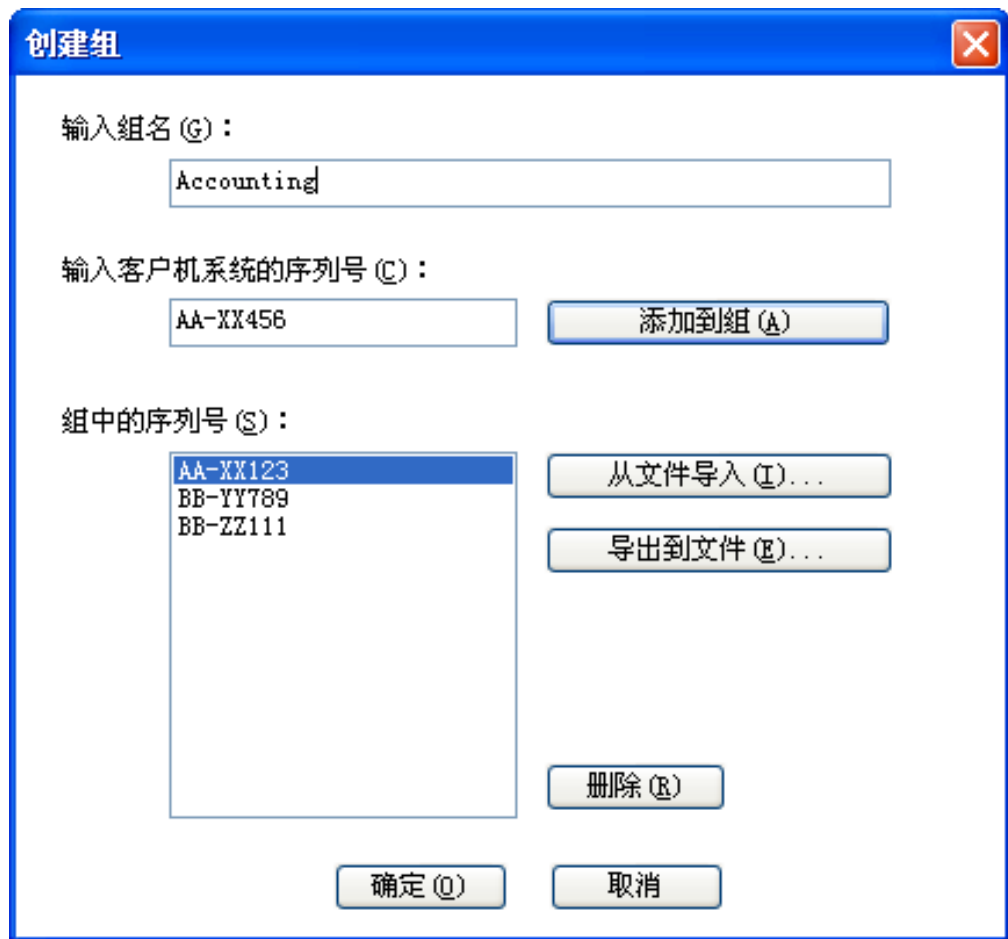 创建组
输入组名(G)：
Accounting
输入客户机系统的序列号(C)：
AA-XX456
添加到组(A)
组中的序列号(S)：
AA-XX123
BB-YY789
BB-ZZ111
从文件导入(I)...
导出到文件(E)...
删除(R)
确定(O)
取消